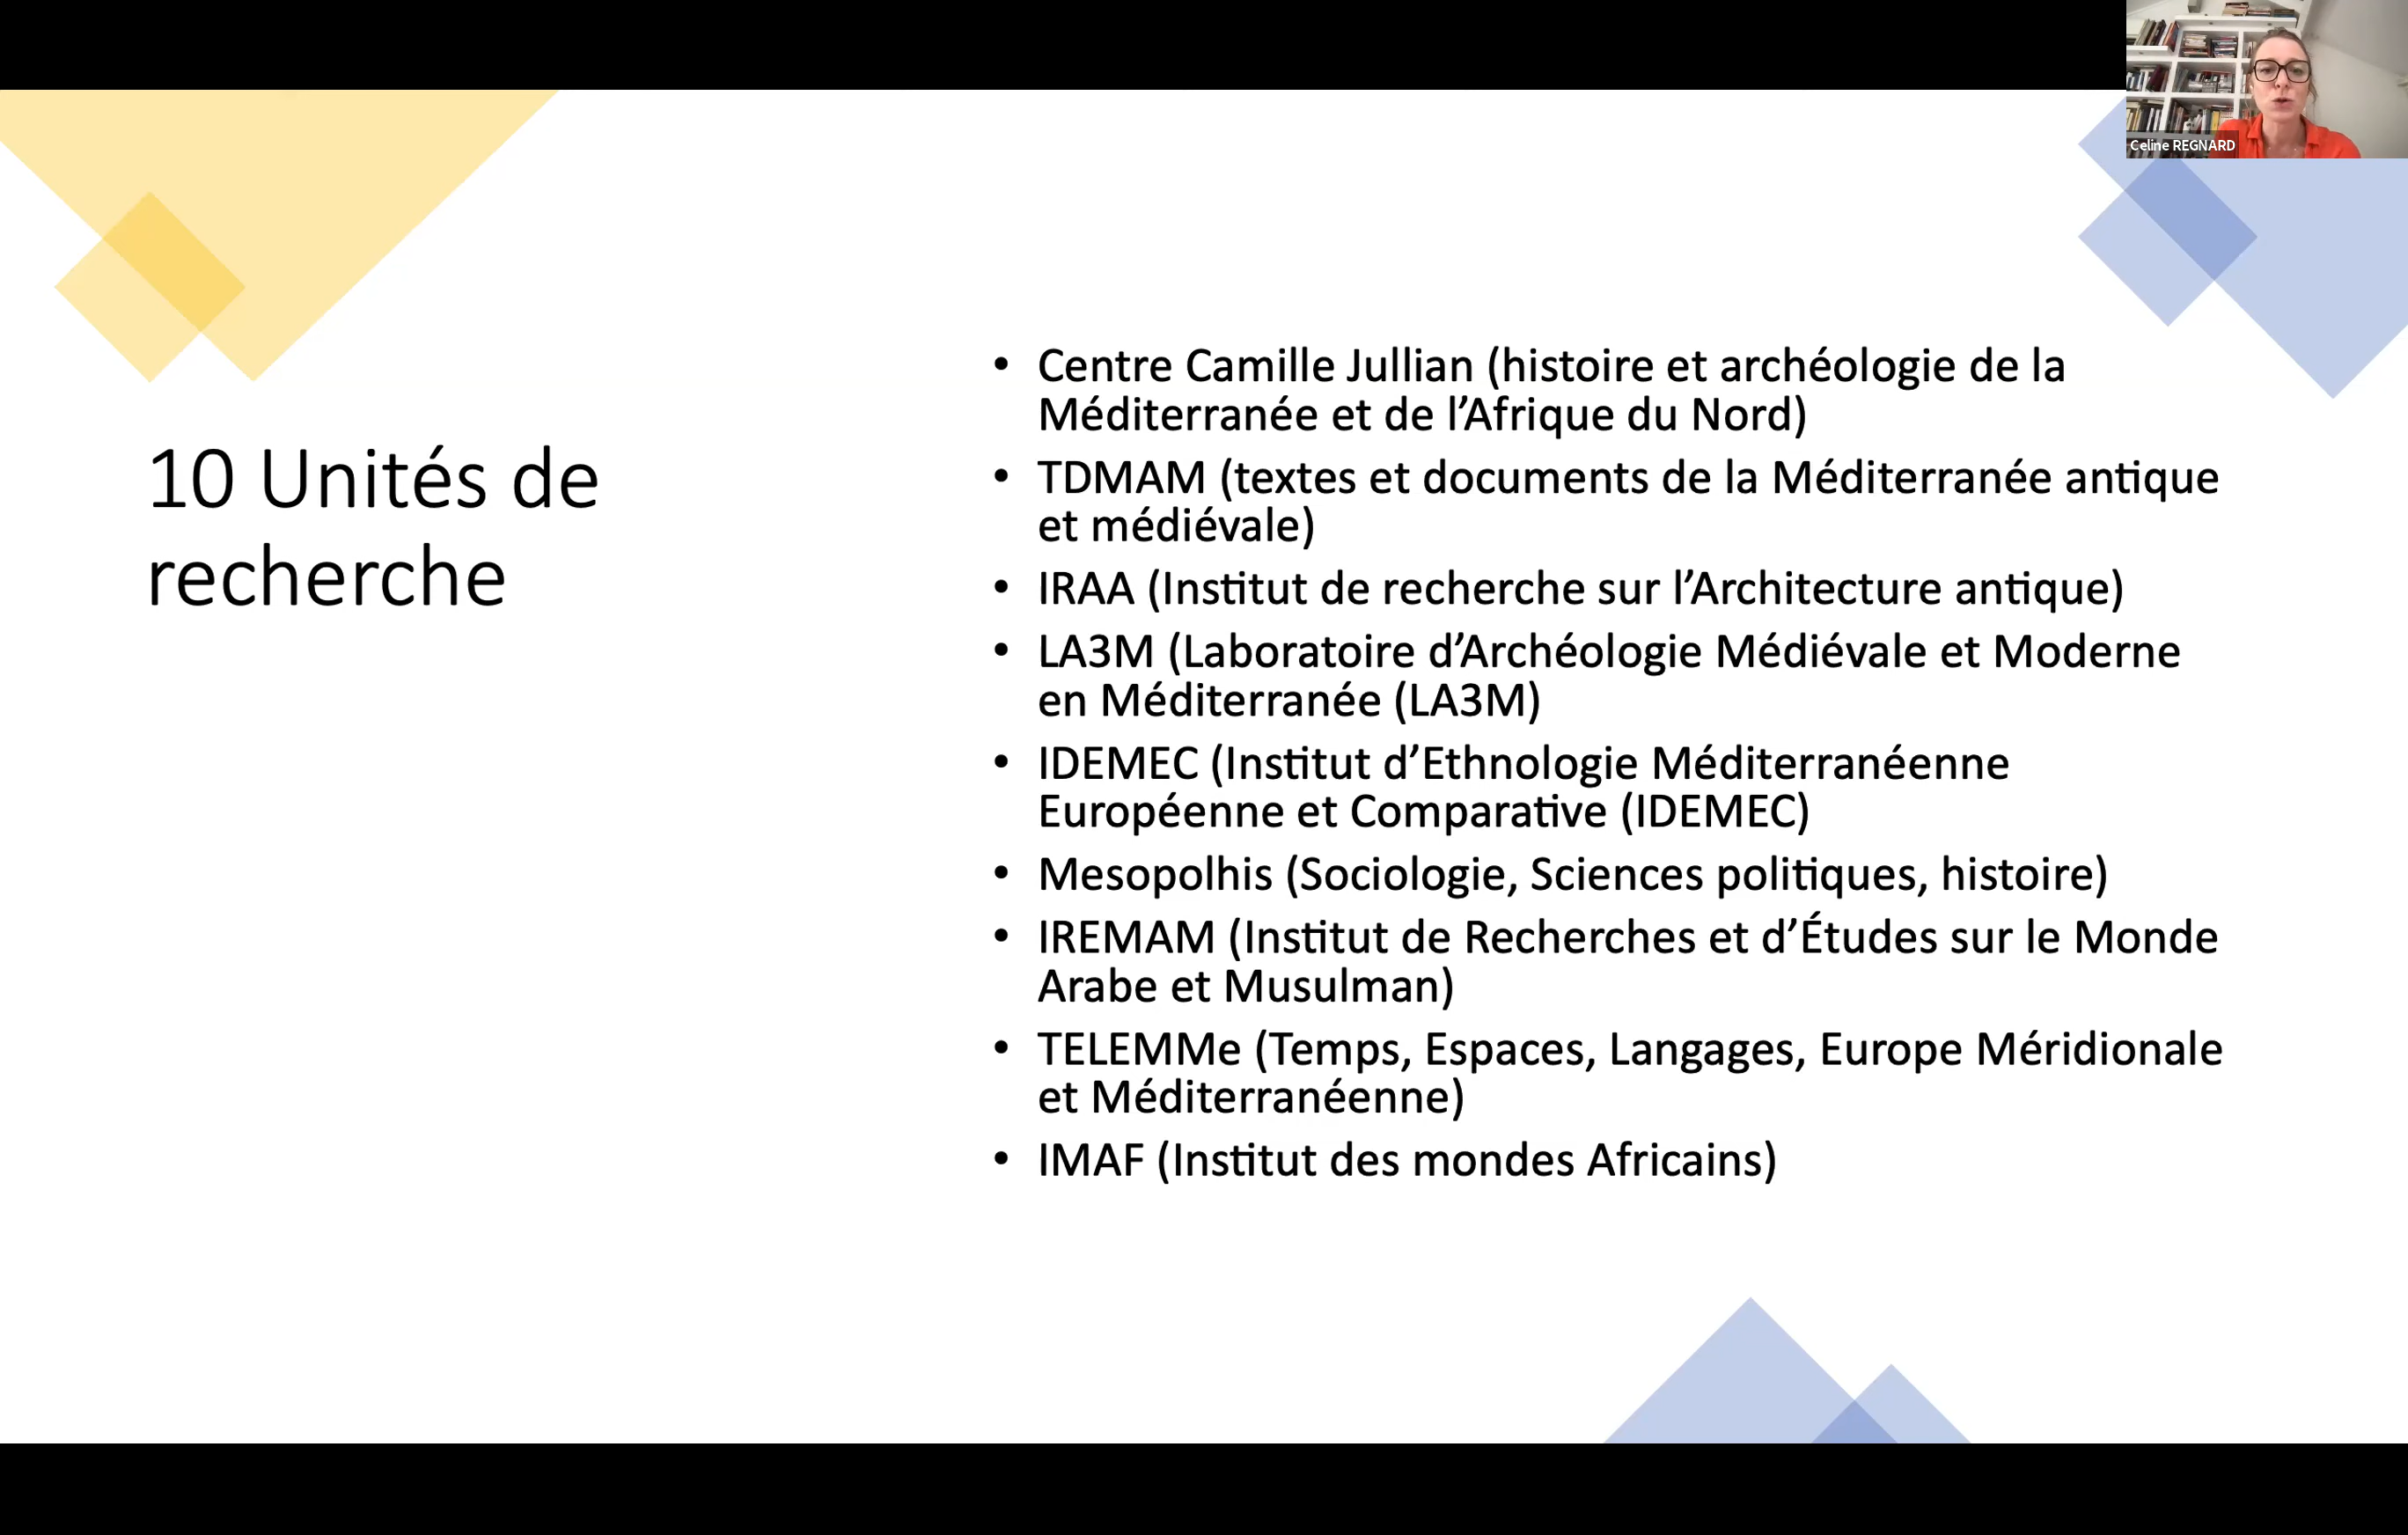 Celine REGNARD
10 Unités de
recherche
• Centre Camille Jullian (histoire et archéologie de la
Méditerranée et de l’Afrique du Nord)
• TDMAM (textes et documents de la Méditerranée antique
et médiévale)
• IRAA (Institut de recherche sur l’Architecture antique)
• LA3M (Laboratoire d’Archéologie Médiévale et Moderne
en Méditerranée (LA3M)
• IDEMEC (Institut d’Ethnologie Méditerranéenne
Européenne et Comparative (IDEMEC)
• Mesopolhis (Sociologie, Sciences politiques, histoire)
• IREMAM (Institut de Recherches et d’Études sur le Monde
Arabe et Musulman)
• TELEMMe (Temps, Espaces, Langages, Europe Méridionale
et Méditerranéenne)
• IMAF (Institut des mondes Africains)